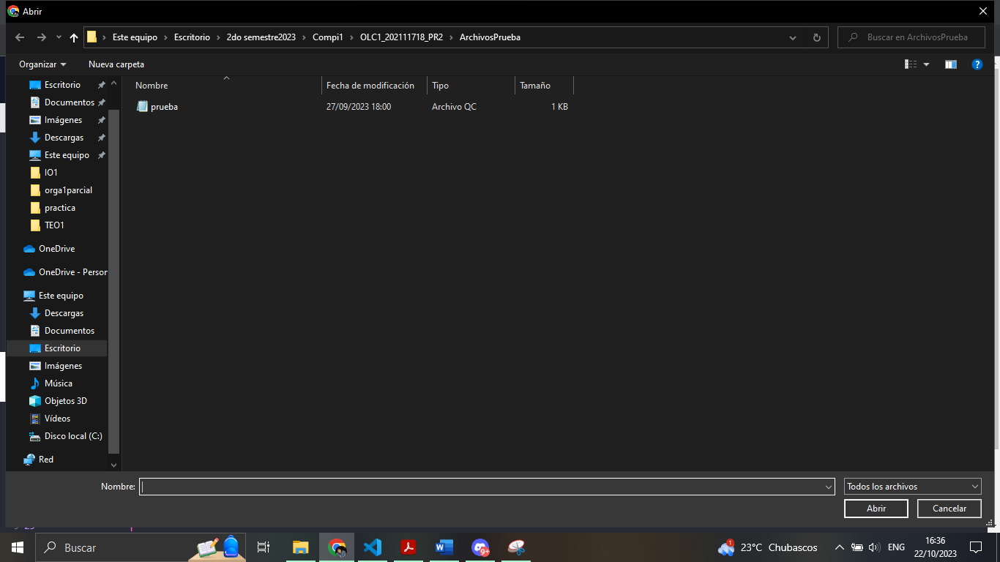 Abrir
Este equipo > Escritorio > 2do semestre2023 > Compi1 > OLC1_202111718_PR2 > ArchivosPrueba
Buscar en ArchivosPrueba
Organizar
Nueva carpeta
Escritorio
Documentos
Imágenes
Descargas
Este equipo
IO1
orga1parcial
practica
TEO1
OneDrive
OneDrive - Person
Este equipo
Descargas
Documentos
Escritorio
Imágenes
Música
Objetos 3D
Vídeos
Disco local (C:)
Red
Nombre Fecha de modificación Tipo Tamaño
prueba 27/09/2023 18:00 Archivo QC 1 KB
Nombre:
Todos los archivos
Abrir
Cancelar
Buscar
9+
1
23°C Chubascos
ENG
16:36
22/10/2023